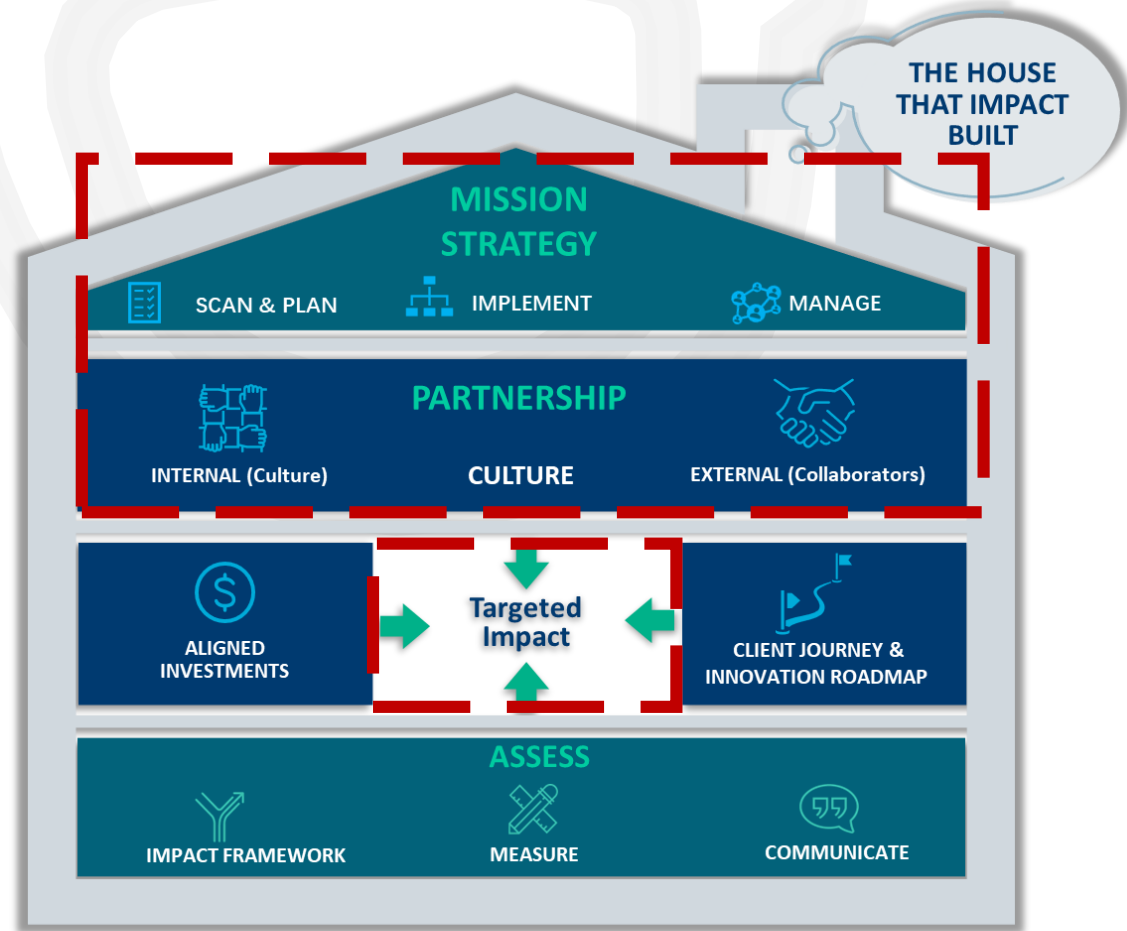 THE HOUSE
THAT IMPACT
BUILT
MISSION
STRATEGY
SCAN & PLAN
IMPLEMENT
MANAGE
PARTNERSHIP
INTERNAL (Culture)
CULTURE
EXTERNAL (Collaborators)
$
ALIGNED
INVESTMENTS
Targeted
Impact
CLIENT JOURNEY &
INNOVATION ROADMAP
ASSESS
IMPACT FRAMEWORK
MEASURE
COMMUNICATE